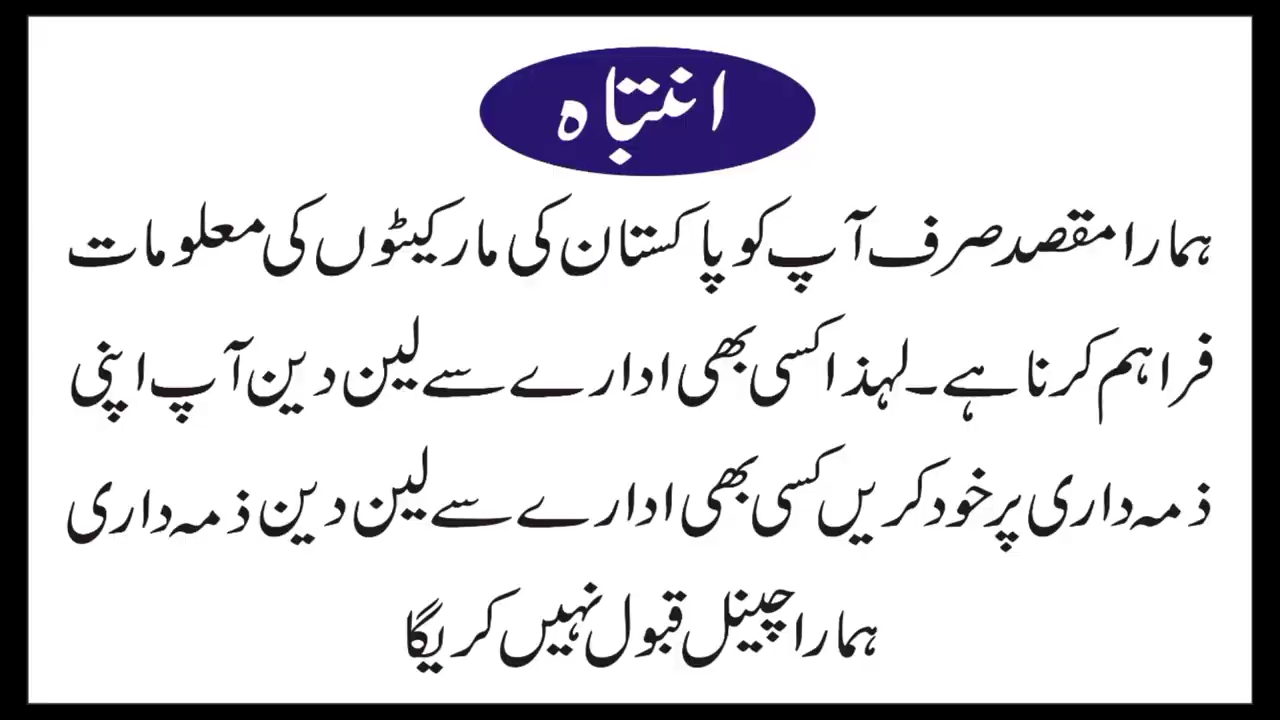 انتباہ
ہمارا مقصد صرف آپ کو پاکستان کی مارکیٹوں کی معلومات
فراہم کرنا ہے۔ لہذا کسی بھی ادارے سے لین دین آپ اپنی
ذمہ داری پر خود کریں کسی بھی ادارے سے لین دین ذمہ داری
ہمارا چینل قبول نہیں کریگا